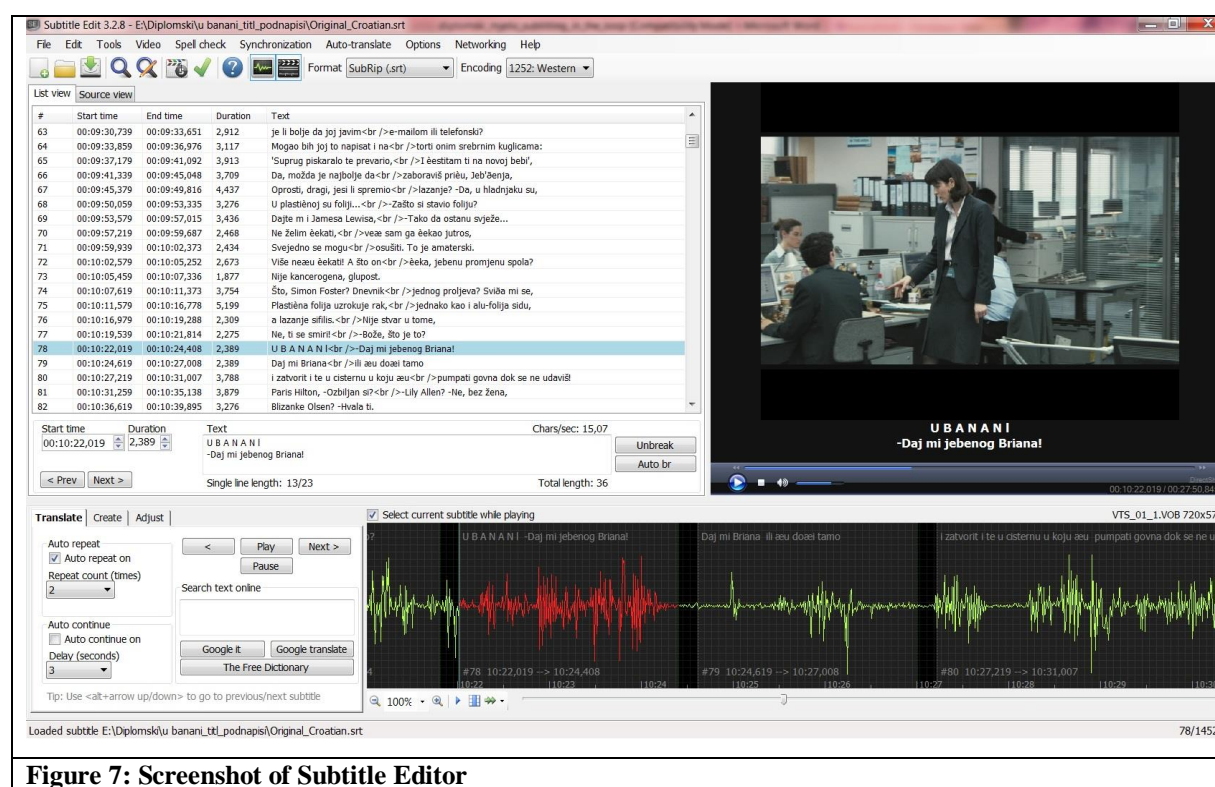 Subtitle Edit 3.2.8 - E:\Diplomski\u banani_titl_podnapisi\Original_Croatian.srt
File Edit Tools Video Spell check Synchronization Auto-translate Options Networking Help
Format SubRip (.srt) Encoding 1252: Western
List view Source view
# Start time End time Duration Text
63 00:09:30,739 00:09:33,651 2,912 je li bolje da joj javim<br />e-mailom ili telefonski?
64 00:09:33,859 00:09:36,976 3,117 Mogao bih joj to napisat i na<br />torti onim srebrnim kuglicama:
65 00:09:37,179 00:09:41,092 3,913 'Suprug piskaralo te prevario,<br />I èestitam ti na novoj bebi',
66 00:09:41,339 00:09:45,048 3,709 Da, možda je najbolje da<br />zaboraviš prièu, Jeb'ðenja,
67 00:09:45,379 00:09:49,816 4,437 Oprosti, dragi, jesi li spremio<br />lazanje? -Da, u hladnjaku su,
68 00:09:50,059 00:09:53,335 3,276 U plastiènoj su foliji...<br />-Zašto si stavio foliju?
69 00:09:53,579 00:09:57,015 3,436 Dajte m i Jamesa Lewisa,<br />-Tako da ostanu svježe...
70 00:09:57,219 00:09:59,687 2,468 Ne želim èekati,<br />veæ sam ga èekao jutros,
71 00:09:59,939 00:10:02,373 2,434 Svejedno se mogu<br />osušiti. To je amaterski.
72 00:10:02,579 00:10:05,252 2,673 Više neæu èekati! A što on<br />èeka, jebenu promjenu spola?
73 00:10:05,459 00:10:07,336 1,877 Nije kancerogena, glupost.
74 00:10:07,619 00:10:11,373 3,754 Što, Simon Foster? Dnevnik<br />jednog proljeva? Sviða mi se,
75 00:10:11,579 00:10:16,778 5,199 Plastièna folija uzrokuje rak,<br />jednako kao i alu-folija sidu,
76 00:10:16,979 00:10:19,288 2,309 a lazanje sifilis.<br />Nije stvar u tome,
77 00:10:19,539 00:10:21,814 2,275 Ne, ti se smiri!<br />-Bože, što je to?
78 00:10:22,019 00:10:24,408 2,389 U B A N A N l<br />-Daj mi jebenog Briana!
79 00:10:24,619 00:10:27,008 2,389 Daj mi Briana<br />ili æu doæi tamo
80 00:10:27,219 00:10:31,007 3,788 i zatvorit i te u cisternu u koju æu<br />pumpati govna dok se ne udaviš!
81 00:10:31,259 00:10:35,138 3,879 Paris Hilton, -Ozbiljan si?<br />-Lily Allen? -Ne, bez žena,
82 00:10:36,619 00:10:39,895 3,276 Blizanke Olsen? -Hvala ti.
Start time Duration Text Chars/sec: 15,07
00:10:22,019 2,389 U B A N A N l
-Daj mi jebenog Briana!
Unbreak
Auto br
< Prev Next > Single line length: 13/23 Total length: 36
U B A N A N l
-Daj mi jebenog Briana!
00:10:22,019 / 00:27:50,84
Translate Create Adjust
Auto repeat
Auto repeat on
Repeat count (times)
2
Auto continue
Auto continue on
Delay (seconds)
3
< Play Next >
Pause
Search text online
Google it Google translate
The Free Dictionary
Tip: Use <alt+arrow up/down> to go to previous/next subtitle
Select current subtitle while playing VTS_01_1.VOB 720x57
U B A N A N l -Daj mi jebenog Briana! Daj mi Briana ili æu doæi tamo i zatvorit i te u cisternu u koju æu pumpati govna dok se ne u
#78 10:22,019 --> 10:24,408 #79 10:24,619 --> 10:27,008 #80 10:27,219 --> 10:31,007
10:22 10:23 10:24 10:25 10:26 10:27 10:28 10:29 10:30
100%
Loaded subtitle E:\Diplomski\u banani_titl_podnapisi\Original_Croatian.srt 78/1452
Figure 7: Screenshot of Subtitle Editor